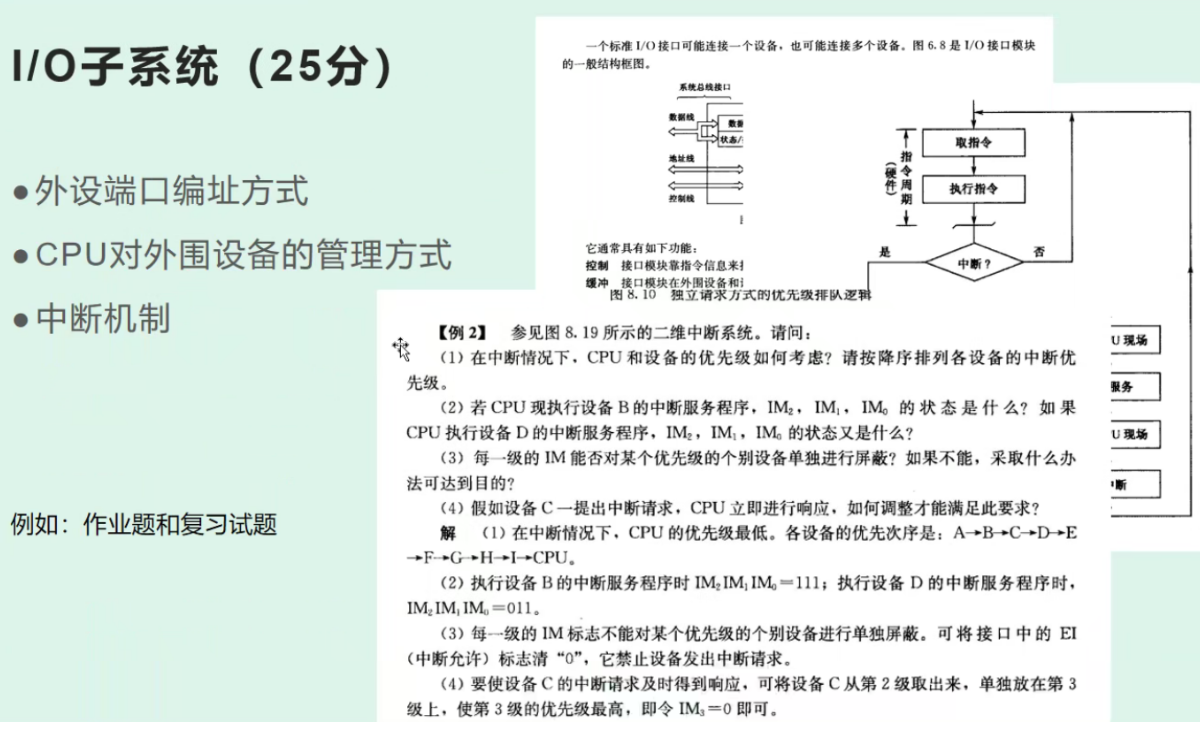 I/O子系统（25分）
●外设端口编址方式
●CPU对外围设备的管理方式
●中断机制
例如：作业题和复习试题
一个标准 I/O 接口可能连接一个设备，也可能连接多个设备。图 6.8 是 I/O 接口模块
的一般结构框图。
系统总线接口
数据线
数据
状态/
地址线
控制线
它通常具有如下功能：
控制 接口模块靠指令信息来
缓冲 接口模块在外围设备和
图 8.10 独立请求方式的优先级排队逻辑
取指令
执行指令
指令周期
（硬件）
是
中断？
否
U 现场
服务
U 现场
断
【例 2】 参见图 8.19 所示的二维中断系统。请问：
（1）在中断情况下，CPU 和设备的优先级如何考虑？请按降序排列各设备的中断优
先级。
（2）若 CPU 现执行设备 B 的中断服务程序，IM₂，IM₁，IM₀ 的状态是什么？如果
CPU 执行设备 D 的中断服务程序，IM₂，IM₁，IM₀ 的状态又是什么？
（3）每一级的 IM 能否对某个优先级的个别设备单独进行屏蔽？如果不能，采取什么办
法可达到目的？
（4）假如设备 C 一提出中断请求，CPU 立即进行响应，如何调整才能满足此要求？
解 （1）在中断情况下，CPU 的优先级最低。各设备的优先次序是：A→B→C→D→E
→F→G→H→I→CPU。
（2）执行设备 B 的中断服务程序时 IM₂IM₁IM₀＝111；执行设备 D 的中断服务程序时，
IM₂IM₁IM₀＝011。
（3）每一级的 IM 标志不能对某个优先级的个别设备进行单独屏蔽。可将接口中的 EI
（中断允许）标志清“0”，它禁止设备发出中断请求。
（4）要使设备 C 的中断请求及时得到响应，可将设备 C 从第 2 级取出来，单独放在第 3
级上，使第 3 级的优先级最高，即令 IM₃＝0 即可。